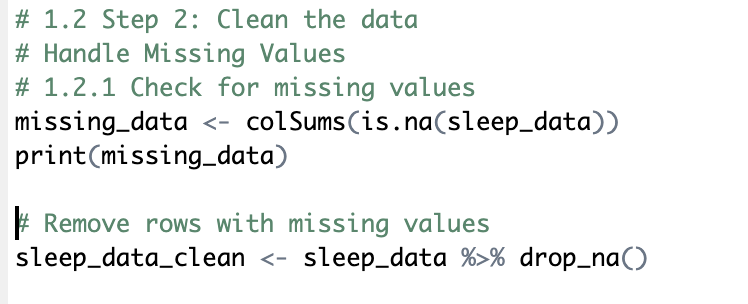 # 1.2 Step 2: Clean the data
# Handle Missing Values
# 1.2.1 Check for missing values
missing_data <- colSums(is.na(sleep_data))
print(missing_data)
# Remove rows with missing values
sleep_data_clean <- sleep_data %>% drop_na()